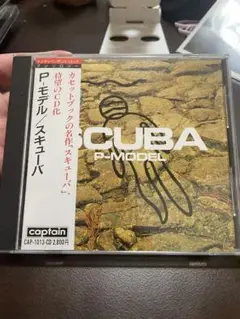 カセットブックの名作、『スキューバ』。
待望のCD化
P-モデル／スキューバ
captain
CAP-1013-CD 2,800円
SCUBA
P-MODEL